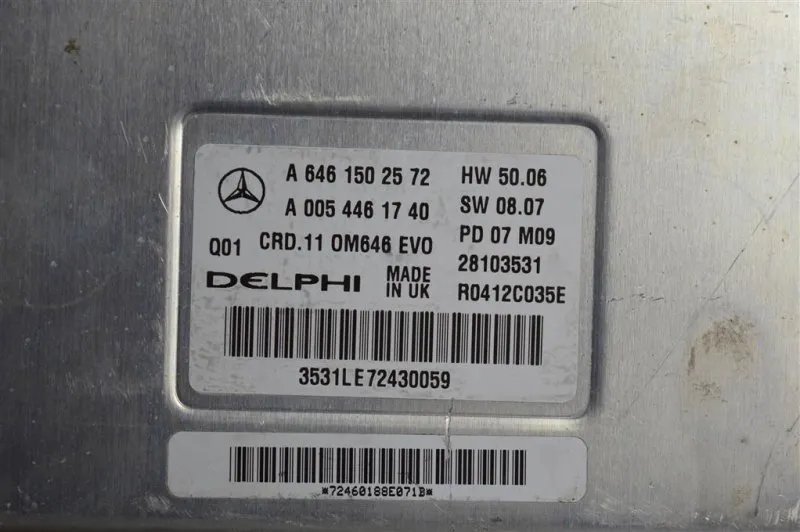 A 646 150 25 72 HW 50.06
A 005 446 17 40 SW 08.07
Q01 CRD.11 OM646 EVO PD 07 M09
DELPHI MADE IN UK 28103531
R0412C035E
3531LE72430059
*72460188E071B*